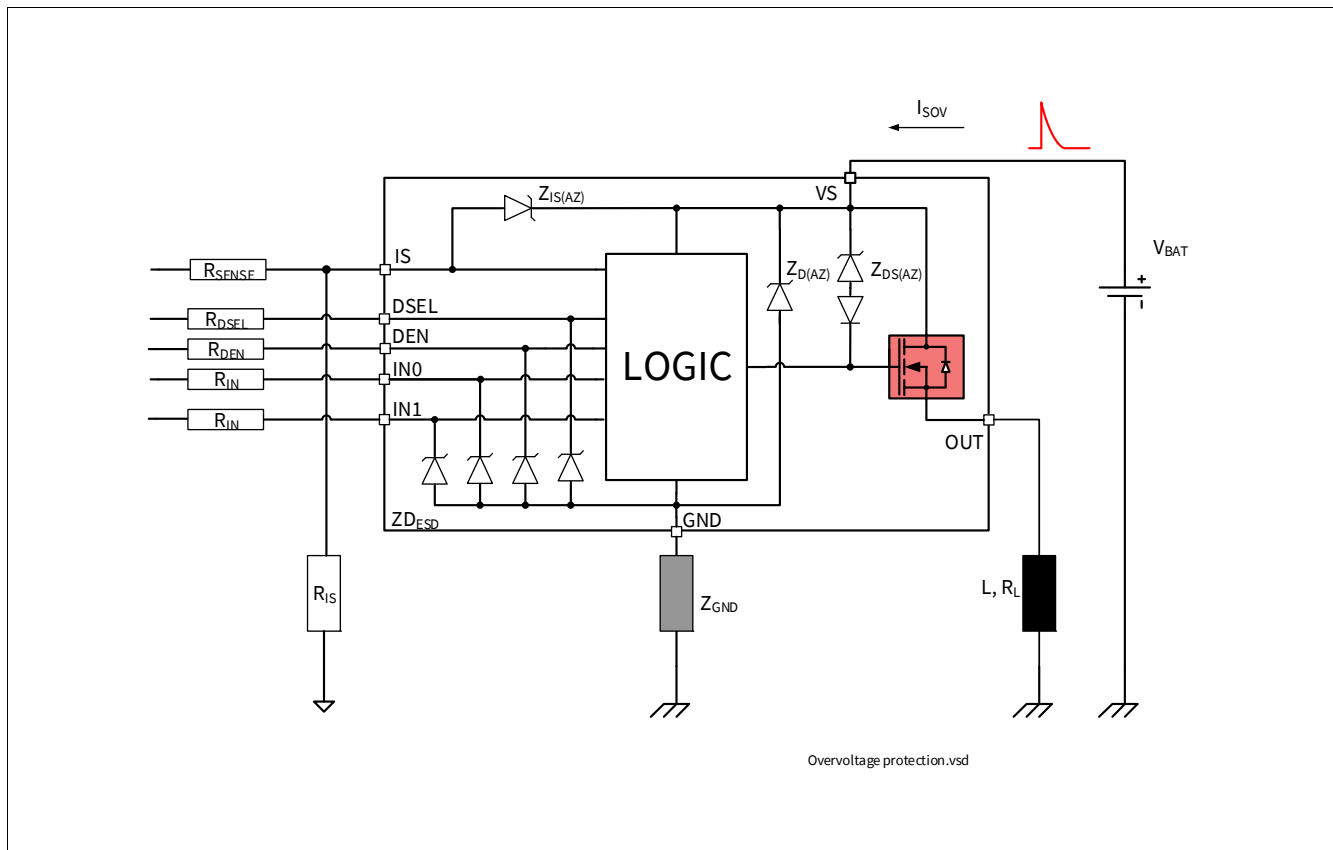 I_SOV
Z_IS(AZ)
VS
IS
R_SENSE
Z_D(AZ)
Z_DS(AZ)
V_BAT
+
DSEL
R_DSEL
DEN
R_DEN
LOGIC
IN0
R_IN
IN1
R_IN
OUT
ZD_ESD
GND
R_IS
Z_GND
L, R_L
Overvoltage protection.vsd